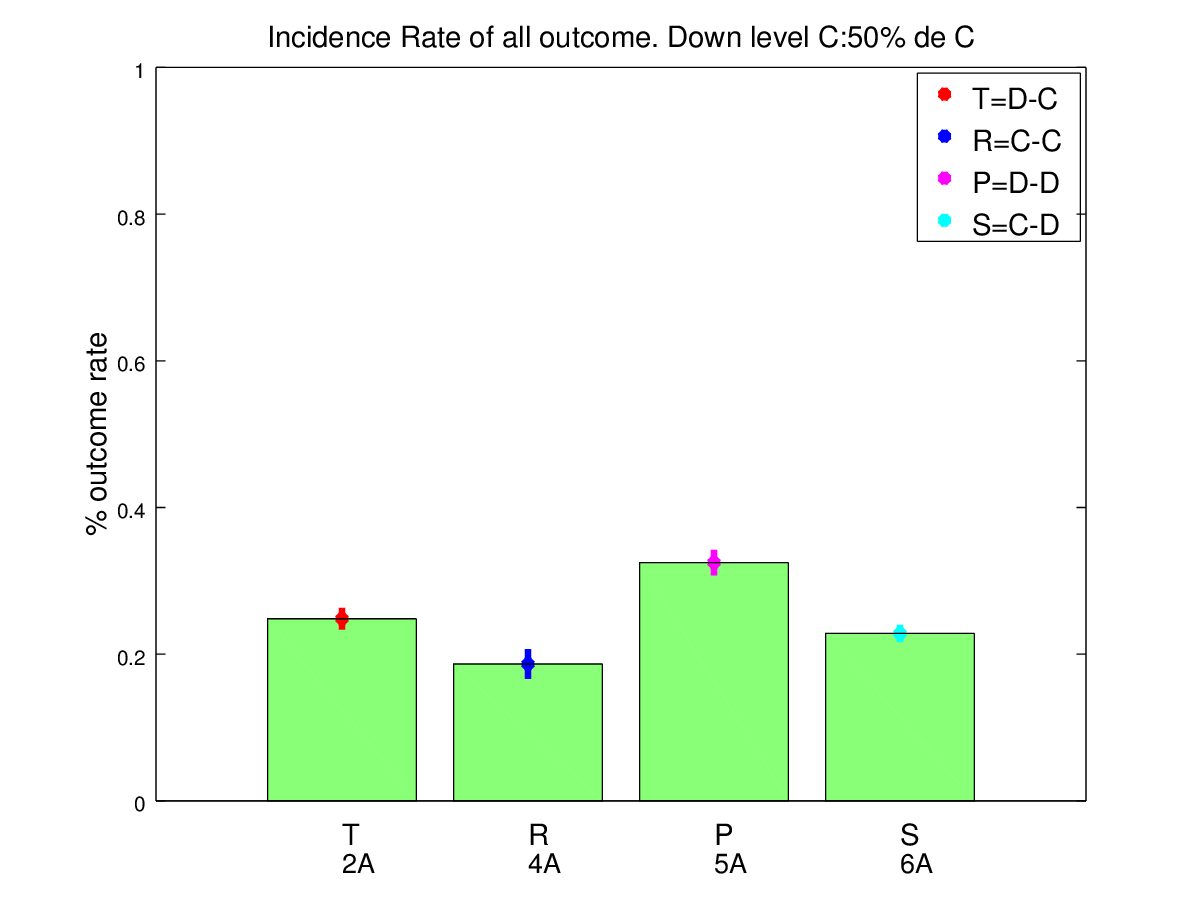 Incidence Rate of all outcome. Down level C:50% de C
1
0.8
0.6
0.4
0.2
0
% outcome rate
T=D-C
R=C-C
P=D-D
S=C-D
T R P S
2A 4A 5A 6A